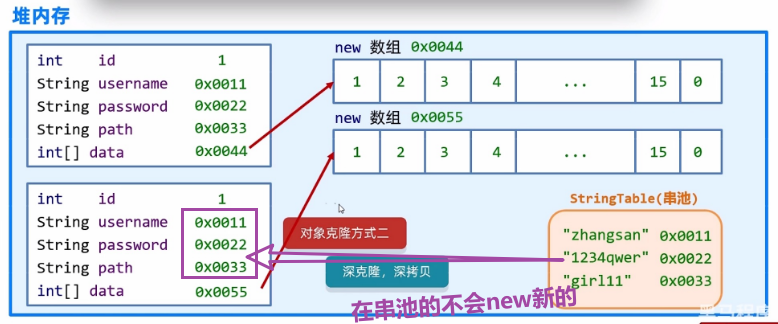 堆内存
int id 1
String username 0x0011
String password 0x0022
String path 0x0033
int[] data 0x0044
new 数组 0x0044
1 2 3 4 ... 15 0
new 数组 0x0055
1 2 3 4 ... 15 0
int id 1
String username 0x0011
String password 0x0022
String path 0x0033
int[] data 0x0055
对象克隆方式二
深克隆，深拷贝
StringTable(串池)
"zhangsan" 0x0011
"1234qwer" 0x0022
"girl11" 0x0033
在串池的不会new新的